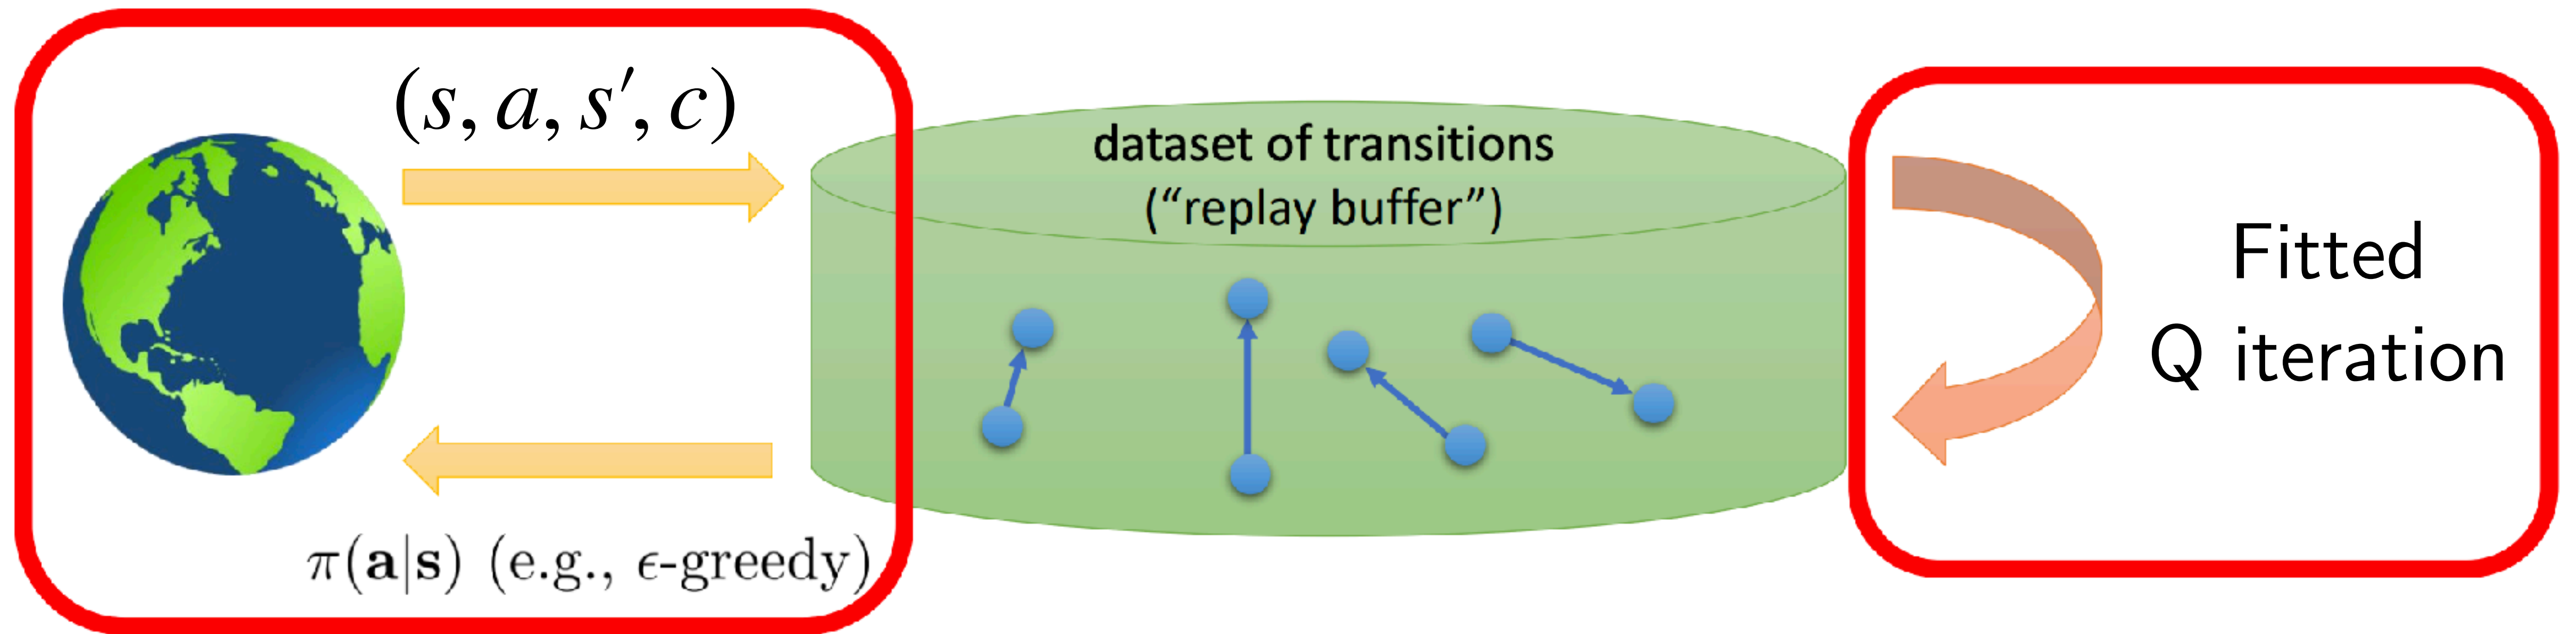 (s, a, s′, c)
dataset of transitions
(“replay buffer”)
Fitted
Q iteration
π(a|s) (e.g., ϵ-greedy)